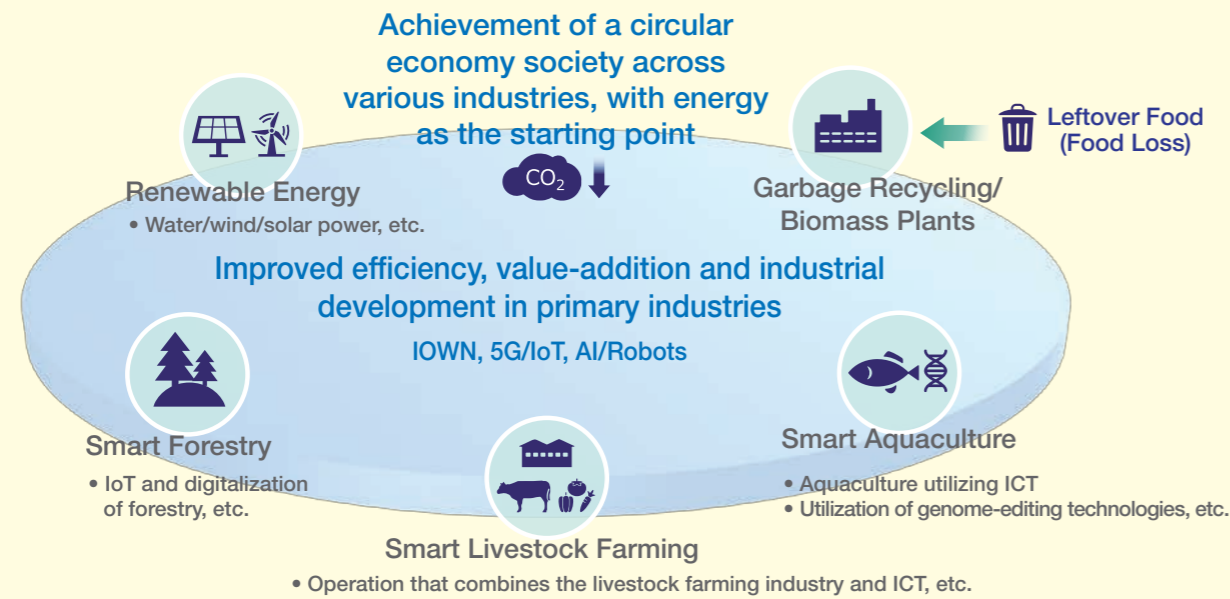 Achievement of a circular
economy society across
various industries, with energy
as the starting point
CO₂
Renewable Energy
• Water/wind/solar power, etc.
Garbage Recycling/
Biomass Plants
Leftover Food
(Food Loss)
Improved efficiency, value-addition and industrial
development in primary industries
IOWN, 5G/IoT, AI/Robots
Smart Forestry
• IoT and digitalization
of forestry, etc.
Smart Aquaculture
• Aquaculture utilizing ICT
• Utilization of genome-editing technologies, etc.
Smart Livestock Farming
• Operation that combines the livestock farming industry and ICT, etc.